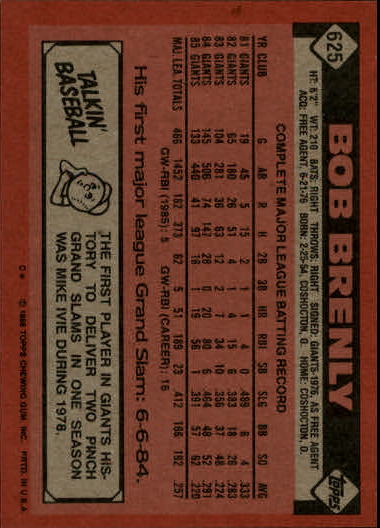 625
BOB BRENLY
topps
HT: 6'2" WT: 210 BATS: RIGHT THROWS: RIGHT SIGNED: GIANTS-1976, AS FREE AGENT
ACQ: FREE AGENT, 6-21-76 BORN: 2-25-54, COSHOCTON, O. HOME: COSHOCTON, O.
COMPLETE MAJOR LEAGUE BATTING RECORD
YR CLUB G AB R H 2B 3B HR RBI SB SLG BB SO AVG
81 GIANTS 19 45 5 15 2 1 1 4 0 .489 6 4 .333
82 GIANTS 65 180 26 51 4 1 4 15 6 .383 18 26 .283
83 GIANTS 104 281 36 63 12 2 7 34 10 .356 37 48 .224
84 GIANTS 145 506 74 147 28 0 20 80 6 .464 48 52 .291
85 GIANTS 133 440 41 97 16 1 19 56 1 .391 57 62 .220
MAJ. LEA. TOTALS 466 1452 182 373 62 5 51 189 23 .412 166 192 .257
GW-RBI (1985): 5 GW-RBI (CAREER): 16
His first major league Grand Slam: 6-6-84.
TALKIN' BASEBALL
THE FIRST PLAYER IN GIANTS HIS-
TORY TO DELIVER TWO PINCH
GRAND SLAMS IN ONE SEASON
WAS MIKE IVIE DURING 1978.
© 1986 TOPPS CHEWING GUM, INC. PRTD. IN U.S.A.